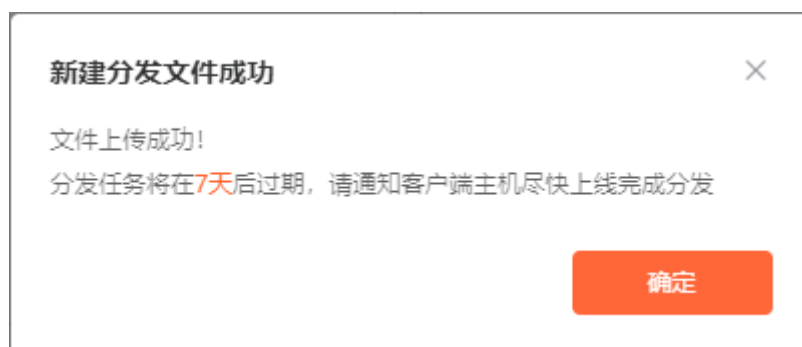 新建分发文件成功
文件上传成功!
分发任务将在7天后过期，请通知客户端主机尽快上线完成分发
确定